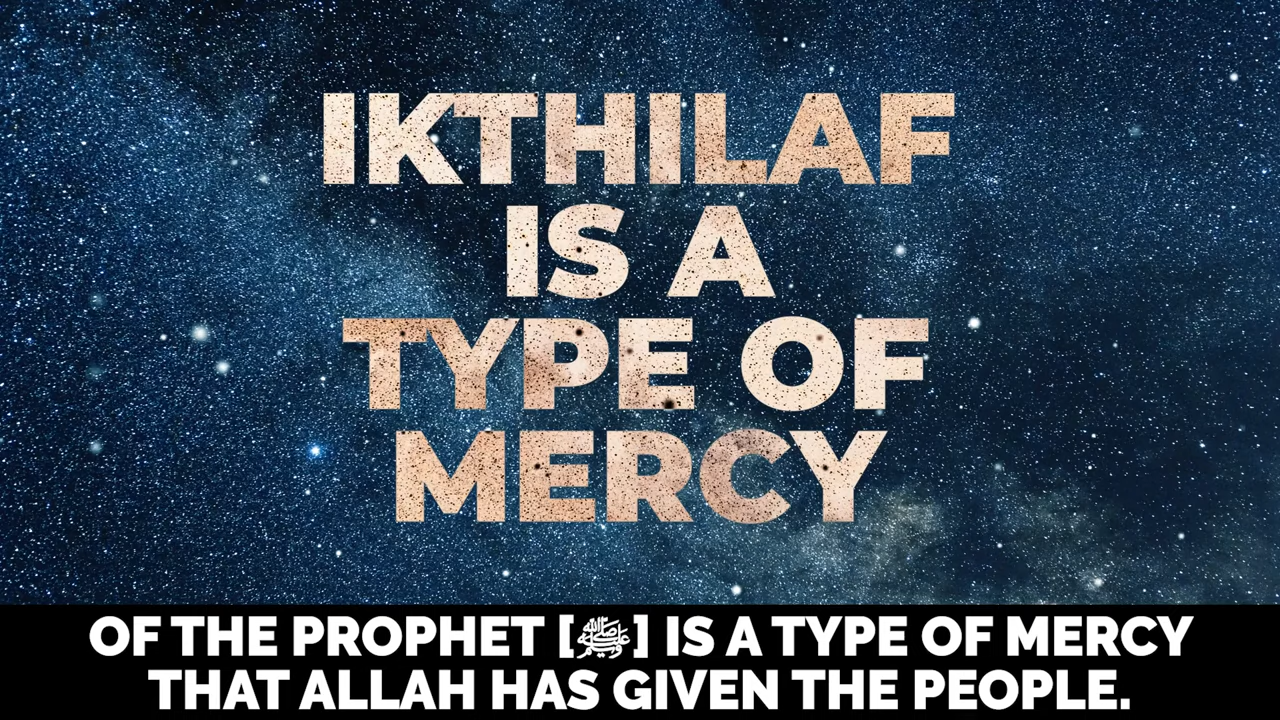 IKTHILAF
IS A
TYPE OF
MERCY
OF THE PROPHET [ﷺ] IS A TYPE OF MERCY
THAT ALLAH HAS GIVEN THE PEOPLE.